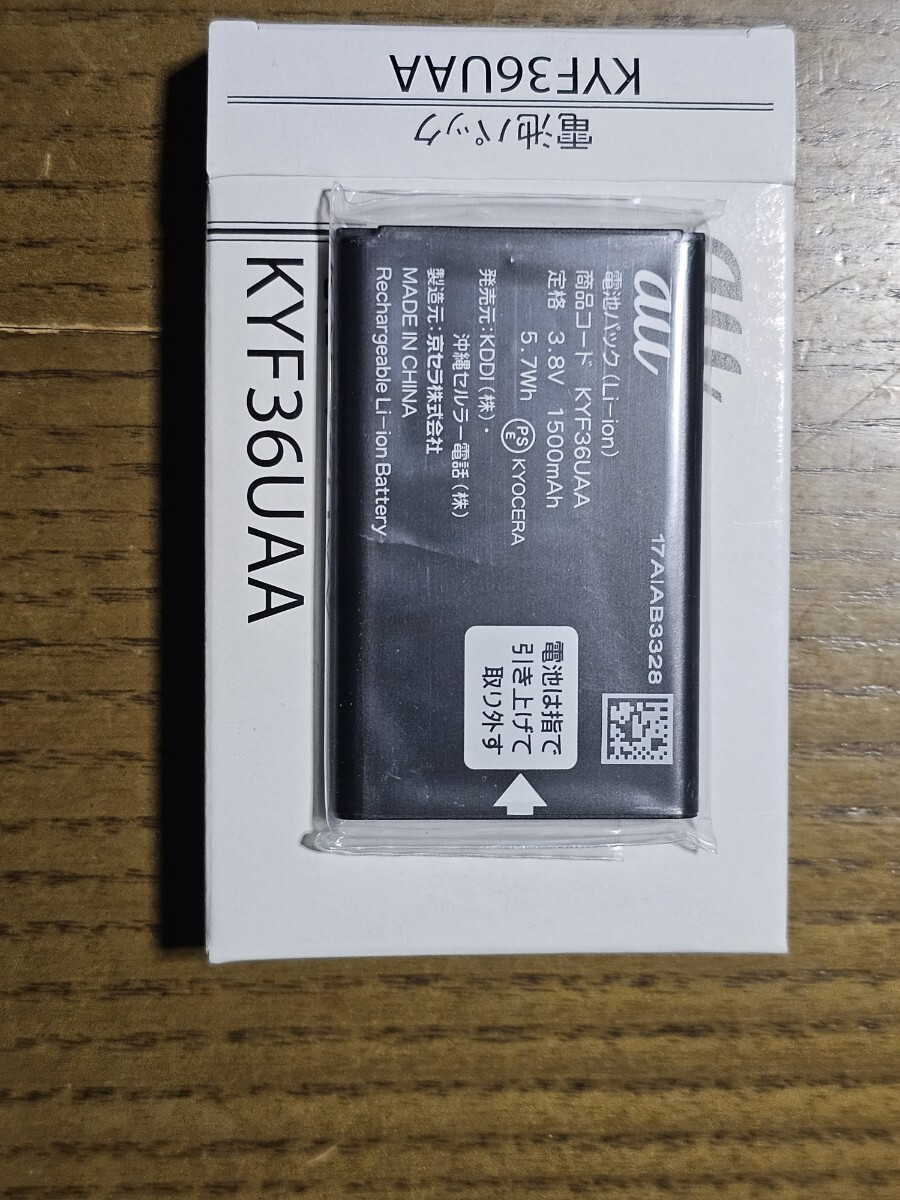 KYF36UAA
電池パック
au
KYF36UAA
au
電池パック (Li-ion)
商品コード KYF36UAA
定格 3.8V 1500mAh
5.7Wh PSE KYOCERA
発売元:KDDI (株)・
沖縄セルラー電話 (株)
製造元:京セラ株式会社
MADE IN CHINA
Rechargeable Li-ion Battery
17AIAB3328
電池は指で
引き上げて
取り外す